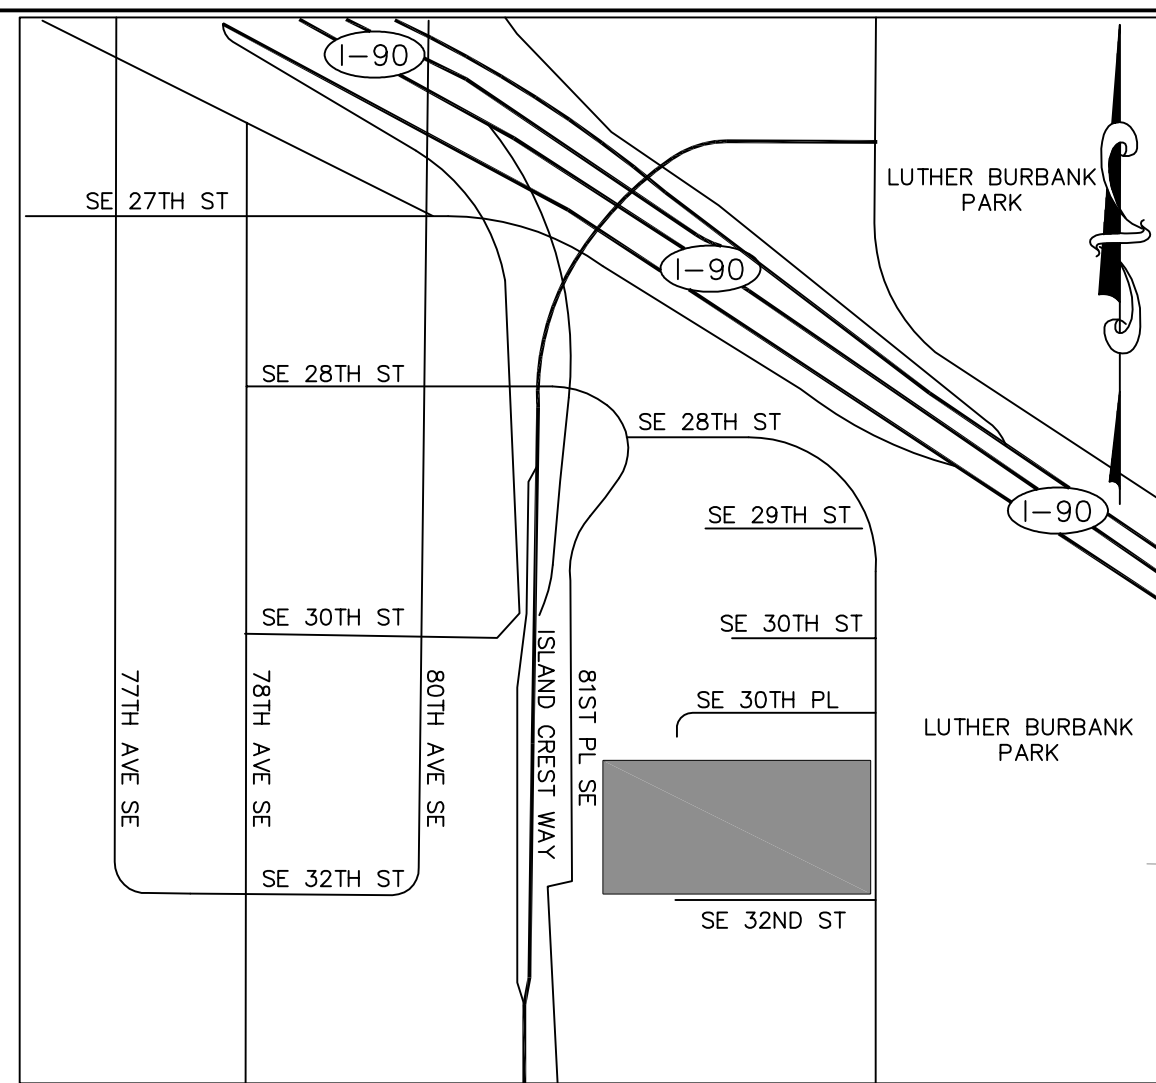 I-90
LUTHER BURBANK
PARK
SE 27TH ST
I-90
SE 28TH ST
SE 28TH ST
I-90
SE 29TH ST
SE 30TH ST
SE 30TH ST
77TH AVE SE
78TH AVE SE
80TH AVE SE
ISLAND CREST WAY
81ST PL SE
SE 30TH PL
LUTHER BURBANK
PARK
SE 32TH ST
SE 32ND ST